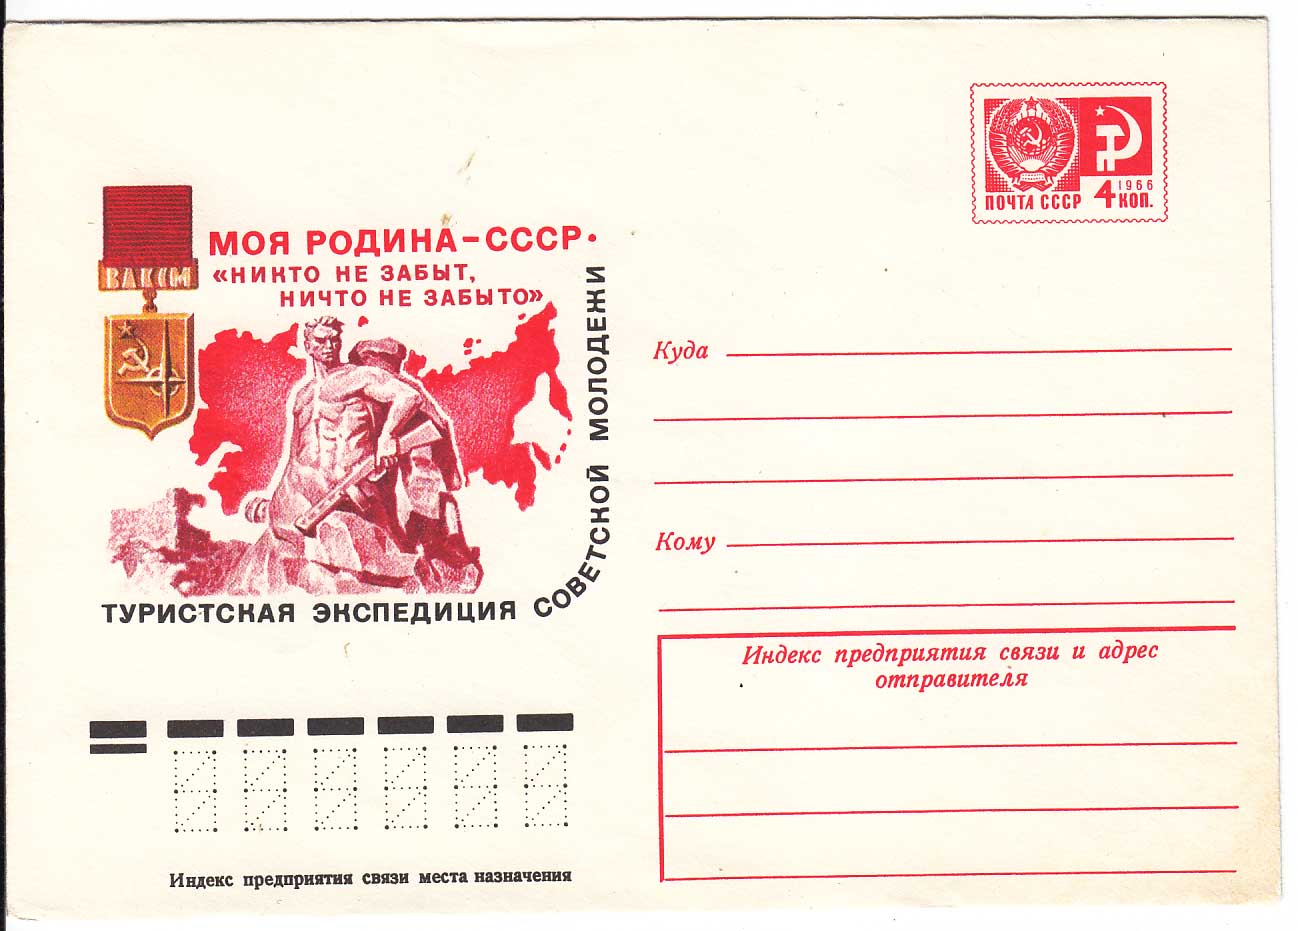 ПОЧТА СССР
1966
4 КОП.
ВЛКСМ
МОЯ РОДИНА-СССР·
«НИКТО НЕ ЗАБЫТ,
НИЧТО НЕ ЗАБЫТО»
ТУРИСТСКАЯ ЭКСПЕДИЦИЯ СОВЕТСКОЙ МОЛОДЕЖИ
Куда
Кому
Индекс предприятия связи и адрес
отправителя
Индекс предприятия связи места назначения